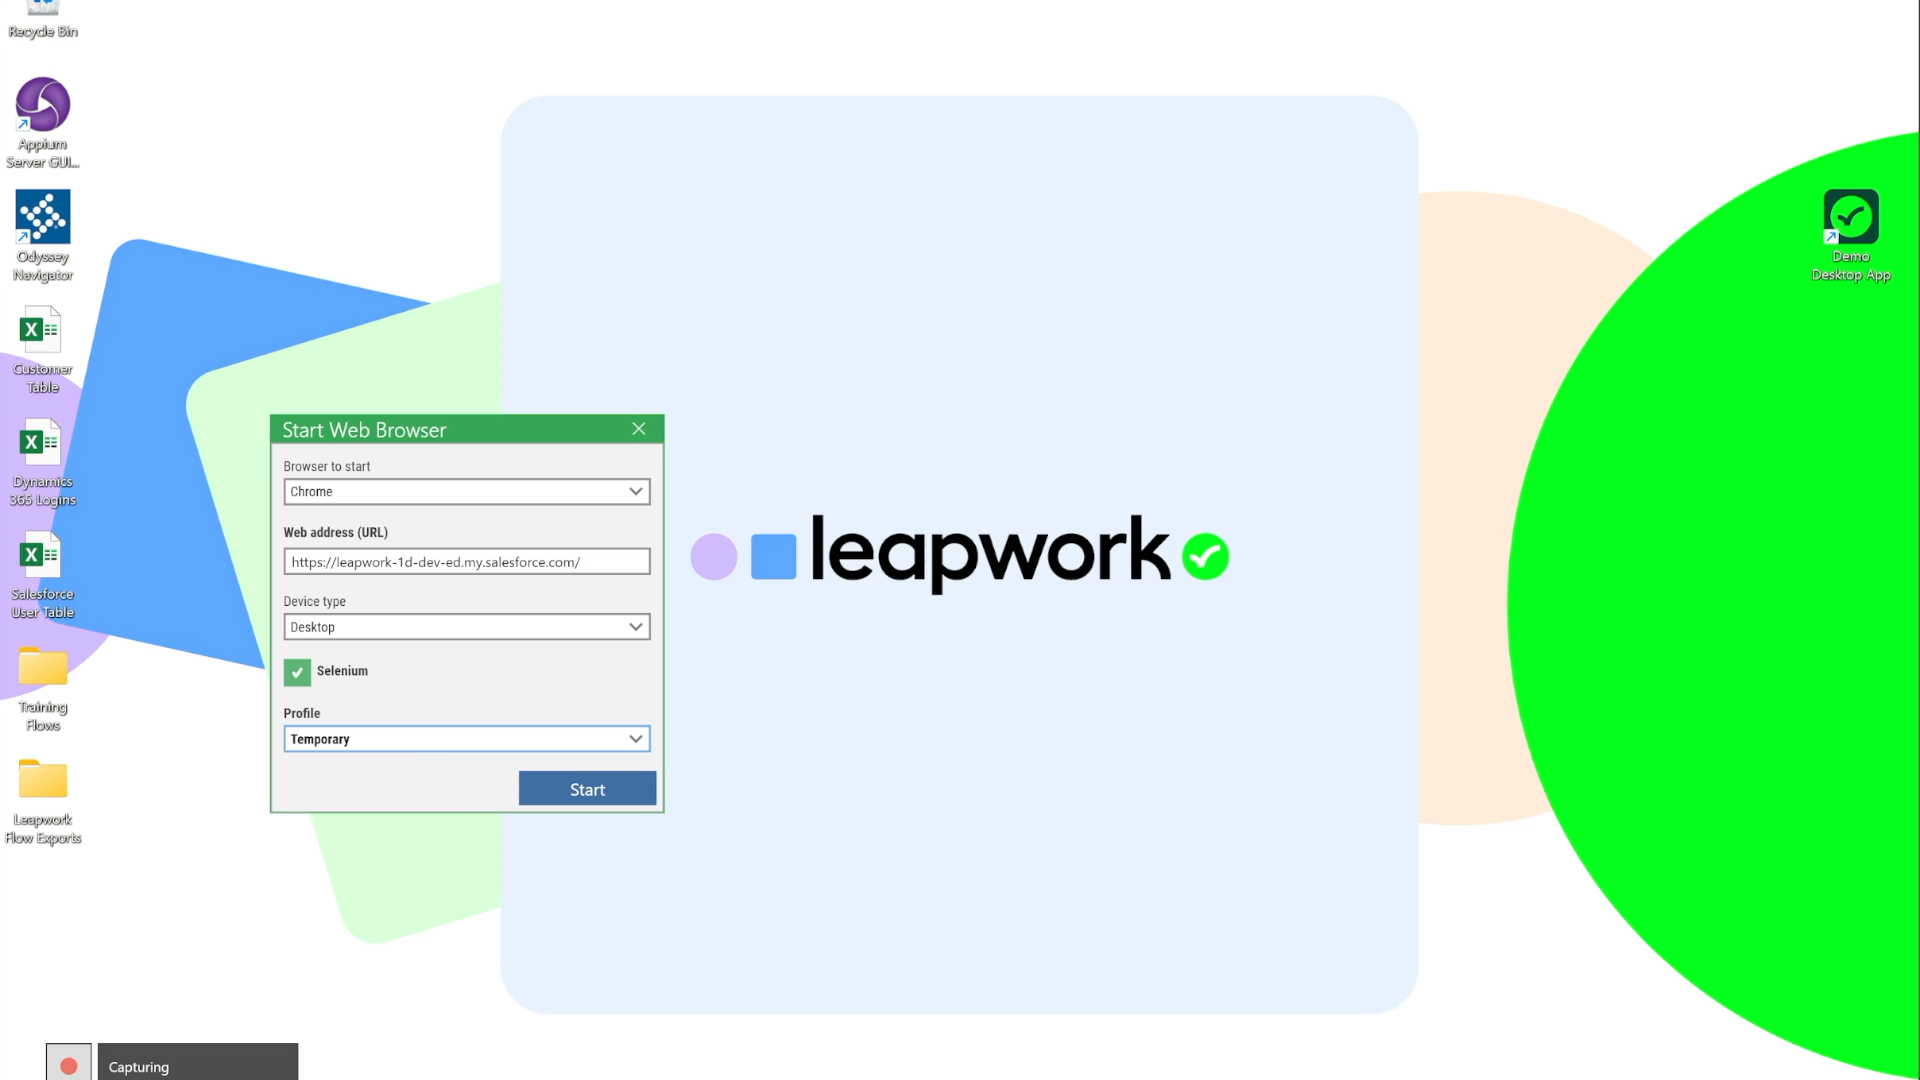 Recycle Bin
Appium
Server GUI...
Odyssey
Navigator
Customer
Table
Dynamics
365 Logins
Salesforce
User Table
Training
Flows
Leapwork
Flow Exports
Start Web Browser
Browser to start
Chrome
Web address (URL)
https://leapwork-1d-dev-ed.my.salesforce.com/
Device type
Desktop
Selenium
Profile
Temporary
Start
leapwork
Demo
Desktop App
Capturing